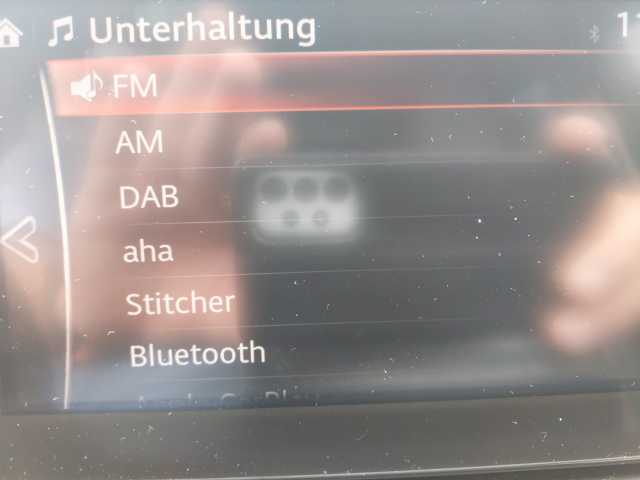 Unterhaltung
FM
AM
DAB
aha
Stitcher
Bluetooth